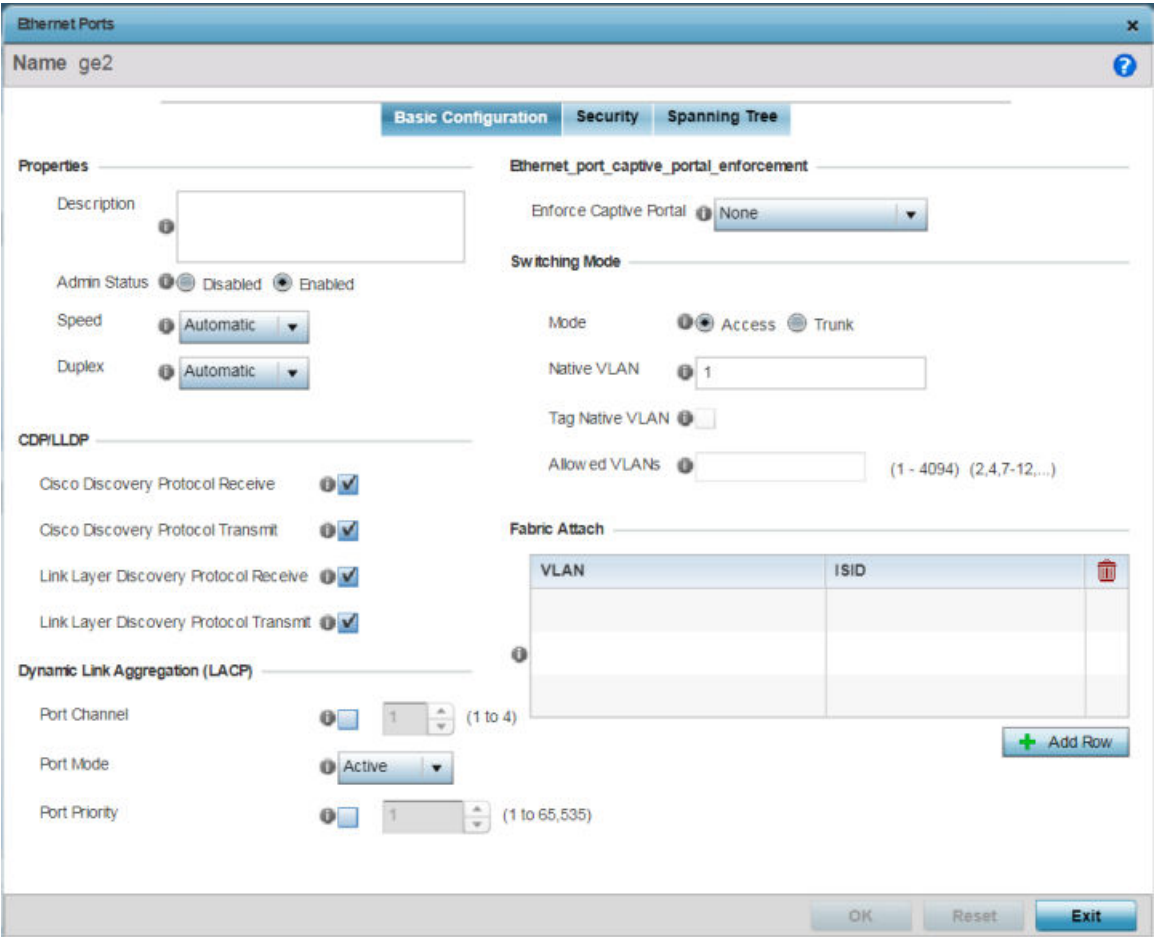 Ethernet Ports
Name ge2
Basic Configuration Security Spanning Tree
Properties
Description
Admin Status Disabled Enabled
Speed Automatic
Duplex Automatic
CDP/LLDP
Cisco Discovery Protocol Receive
Cisco Discovery Protocol Transmit
Link Layer Discovery Protocol Receive
Link Layer Discovery Protocol Transmit
Dynamic Link Aggregation (LACP)
Port Channel 1 (1 to 4)
Port Mode Active
Port Priority 1 (1 to 65,535)
Ethernet_port_captive_portal_enforcement
Enforce Captive Portal None
Switching Mode
Mode Access Trunk
Native VLAN 1
Tag Native VLAN
Allowed VLANs (1 - 4094) (2,4,7-12,...)
Fabric Attach
VLAN ISID
Add Row
OK Reset Exit